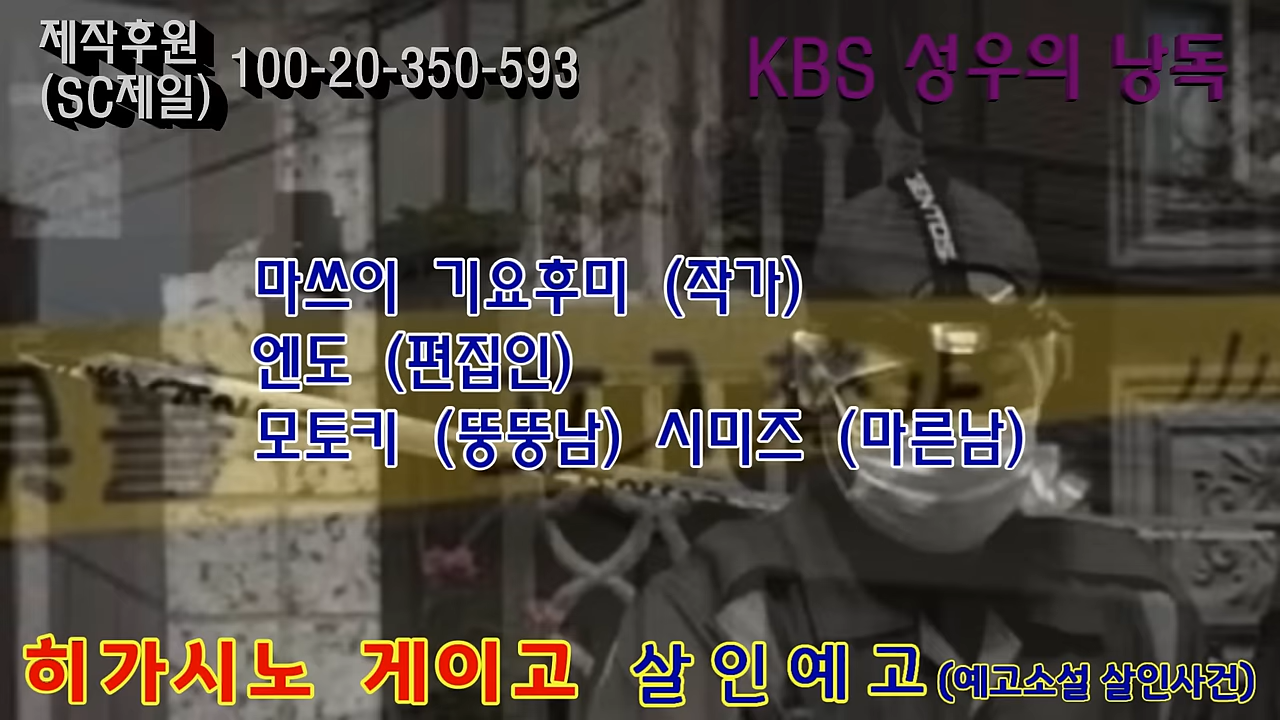 제작후원
(SC제일) 100-20-350-593
KBS 성우의 낭독
마쓰이 기요후미 (작가)
엔도 (편집인)
모토키 (뚱뚱남) 시미즈 (마른남)
히가시노 게이고 살인예고 (예고소설 살인사건)